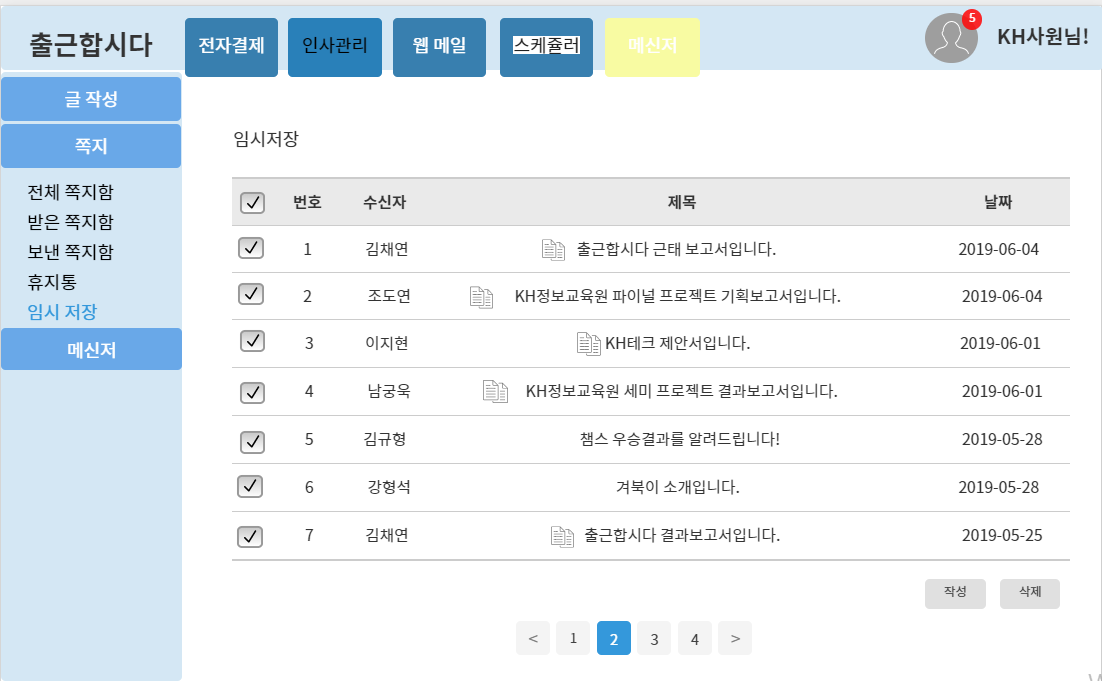 출근합시다 전자결제 인사관리 웹 메일 스케쥴러 메신저 5 KH사원님!
글 작성
쪽지
전체 쪽지함
받은 쪽지함
보낸 쪽지함
휴지통
임시 저장
메신저
임시저장
번호 수신자 제목 날짜
1 김채연 출근합시다 근태 보고서입니다. 2019-06-04
2 조도연 KH정보교육원 파이널 프로젝트 기획보고서입니다. 2019-06-04
3 이지현 KH테크 제안서입니다. 2019-06-01
4 남궁욱 KH정보교육원 세미 프로젝트 결과보고서입니다. 2019-06-01
5 김규형 챔스 우승결과를 알려드립니다! 2019-05-28
6 강형석 겨북이 소개입니다. 2019-05-28
7 김채연 출근합시다 결과보고서입니다. 2019-05-25
작성 삭제
< 1 2 3 4 >